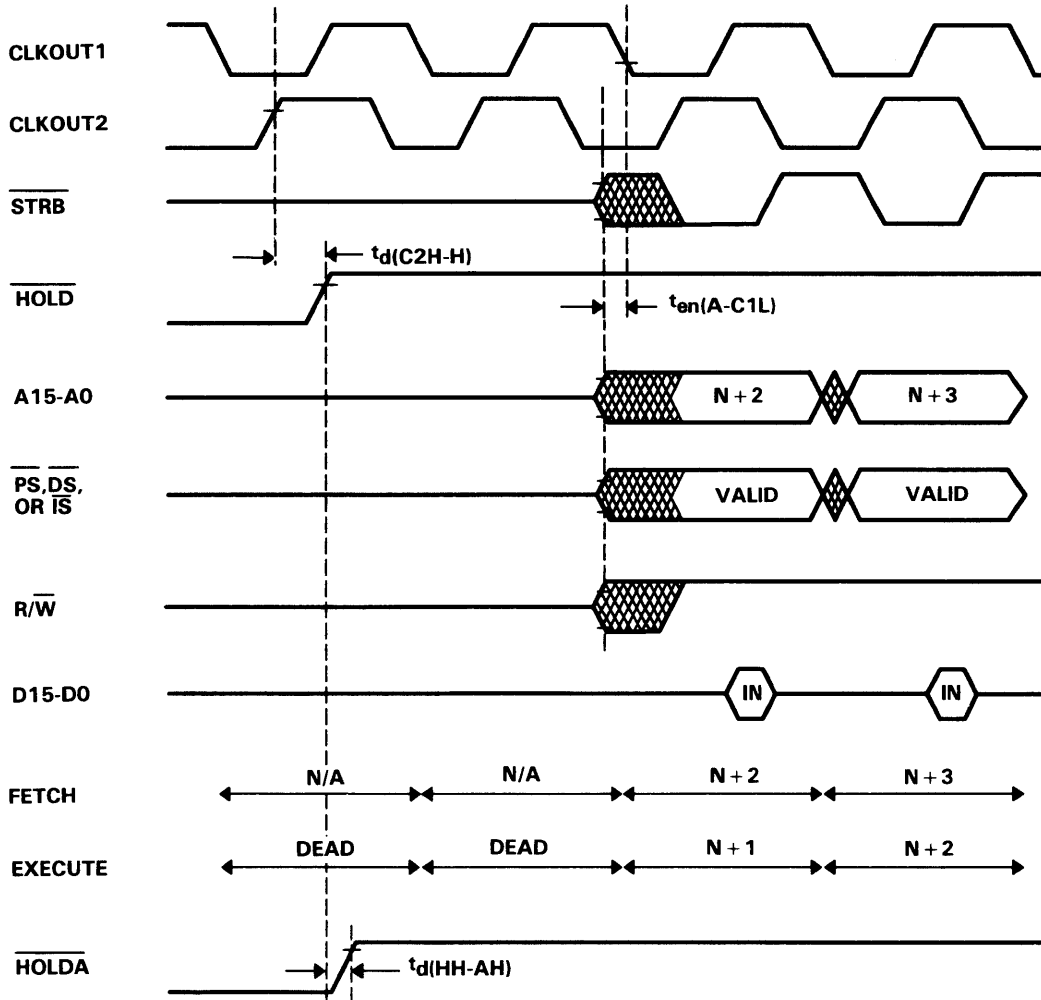 CLKOUT1
CLKOUT2
STRB
td(C2H-H)
HOLD
ten(A-C1L)
A15-A0 N + 2 N + 3
PS, DS,
OR IS VALID VALID
R/W
D15-D0 IN IN
FETCH N/A N/A N + 2 N + 3
EXECUTE DEAD DEAD N + 1 N + 2
HOLDA td(HH-AH)